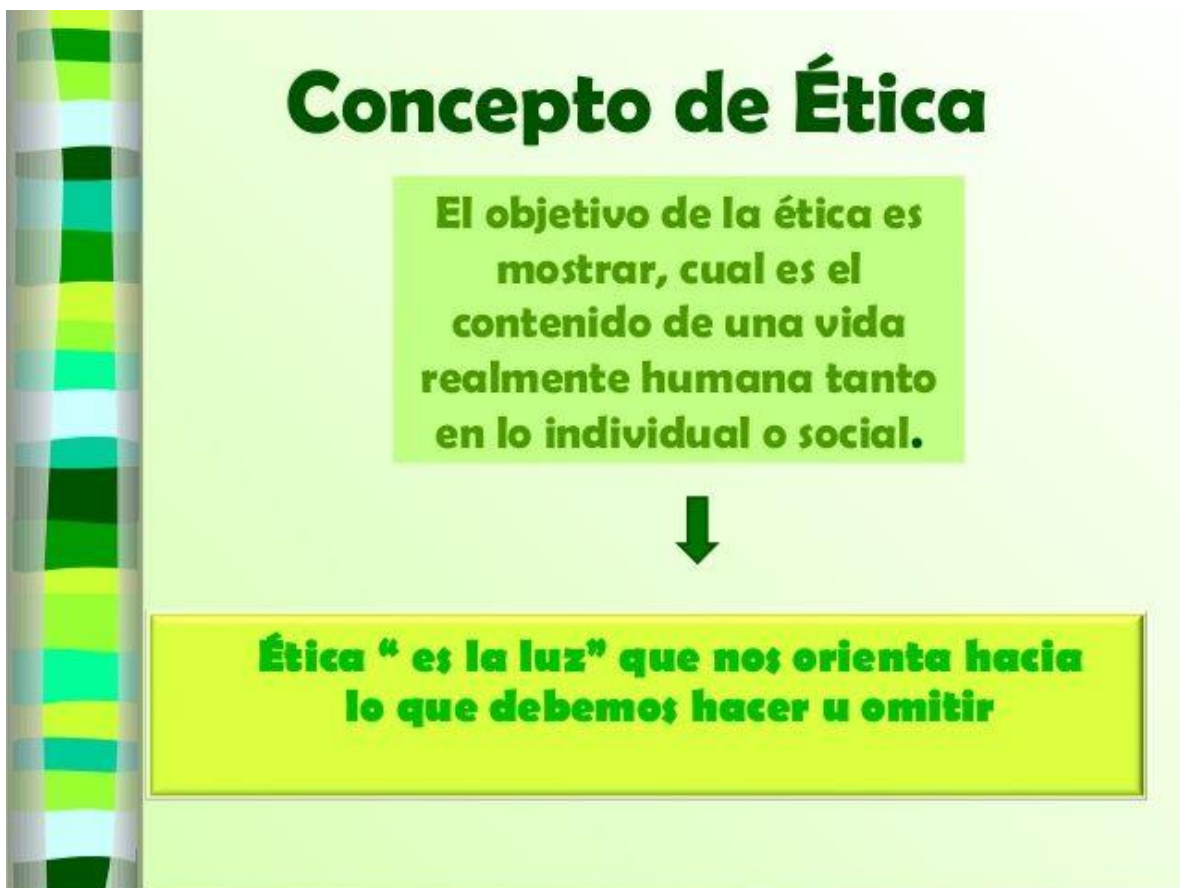 Concepto de Ética
El objetivo de la ética es
mostrar, cual es el
contenido de una vida
realmente humana tanto
en lo individual o social.
Ética “ es la luz” que nos orienta hacia
lo que debemos hacer u omitir